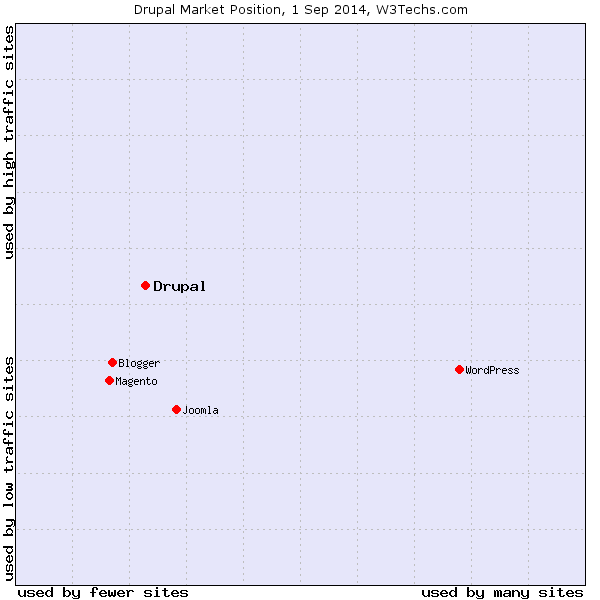 Drupal Market Position, 1 Sep 2014, W3Techs.com
used by high traffic sites
Drupal
Blogger
WordPress
Magento
Joomla
used by low traffic sites
used by fewer sites
used by many sites